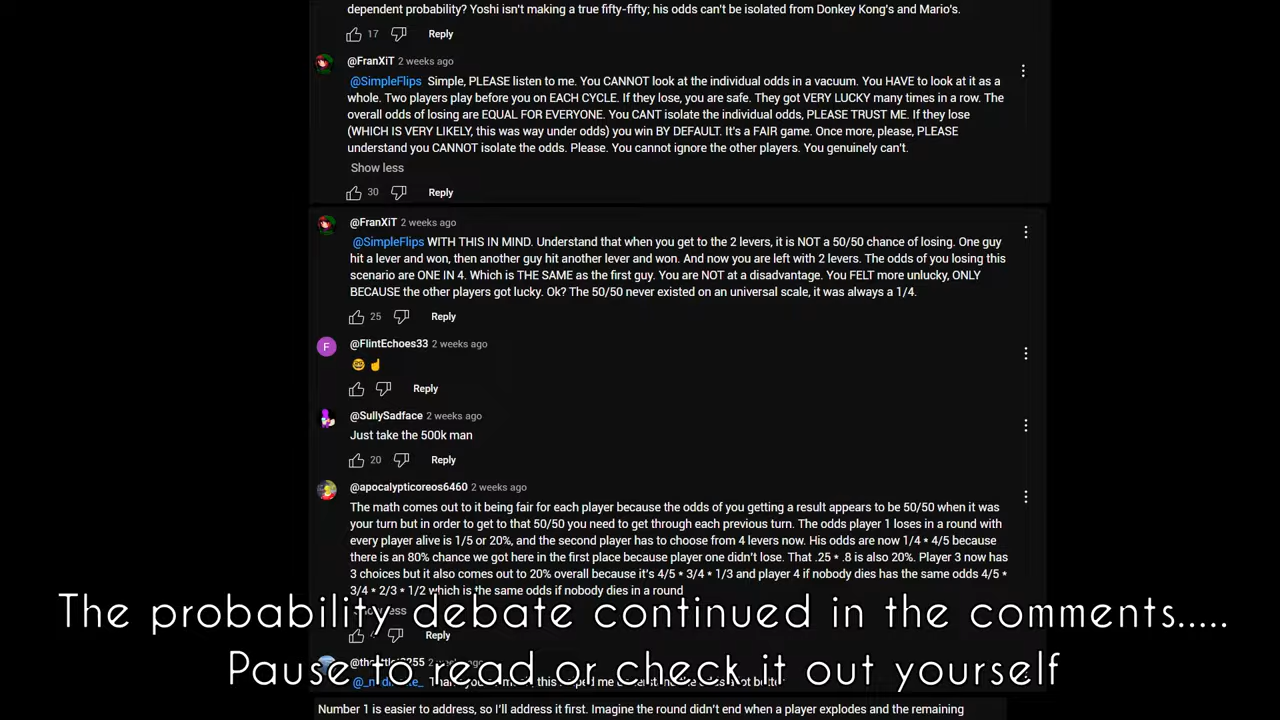 dependent probability? Yoshi isn't making a true fifty-fifty; his odds can't be isolated from Donkey Kong's and Mario's.
17 Reply
@FranXiT 2 weeks ago
@SimpleFlips Simple, PLEASE listen to me. You CANNOT look at the individual odds in a vacuum. You HAVE to look at it as a
whole. Two players play before you on EACH CYCLE. If they lose, you are safe. They got VERY LUCKY many times in a row. The
overall odds of losing are EQUAL FOR EVERYONE. You CANT isolate the individual odds, PLEASE TRUST ME. If they lose
(WHICH IS VERY LIKELY, this was way under odds) you win BY DEFAULT. It's a FAIR game. Once more, please, PLEASE
understand you CANNOT isolate the odds. Please. You cannot ignore the other players. You genuinely can't.
Show less
30 Reply
@FranXiT 2 weeks ago
@SimpleFlips WITH THIS IN MIND. Understand that when you get to the 2 levers, it is NOT a 50/50 chance of losing. One guy
hit a lever and won, then another guy hit another lever and won. And now you are left with 2 levers. The odds of you losing this
scenario are ONE IN 4. Which is THE SAME as the first guy. You are NOT at a disadvantage. You FELT more unlucky, ONLY
BECAUSE the other players got lucky. Ok? The 50/50 never existed on an universal scale, it was always a 1/4.
25 Reply
F @FlintEchoes33 2 weeks ago
🤓☝️
Reply
@SullySadface 2 weeks ago
Just take the 500k man
20 Reply
@apocalypticoreos6460 2 weeks ago
The math comes out to it being fair for each player because the odds of you getting a result appears to be 50/50 when it was
your turn but in order to get to that 50/50 you need to get through each previous turn. The odds player 1 loses in a round with
every player alive is 1/5 or 20%, and the second player has to choose from 4 levers now. His odds are now 1/4 * 4/5 because
there is an 80% chance we got here in the first place because player one didn't lose. That .25 * .8 is also 20%. Player 3 now has
3 choices but it also comes out to 20% overall because it's 4/5 * 3/4 * 1/3 and player 4 if nobody dies has the same odds 4/5 *
3/4 * 2/3 * 1/2 which is the same odds if nobody dies in a round
The probability debate continued in the comments.....
Reply
Pause to read or check it out yourself
Number 1 is easier to address, so I'll address it first. Imagine the round didn't end when a player explodes and the remaining